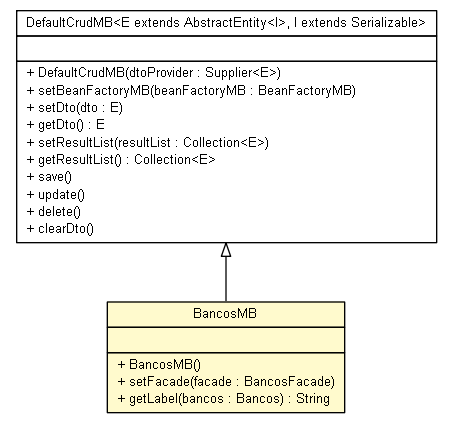 DefaultCrudMB<E extends AbstractEntity<I>, I extends Serializable>
+ DefaultCrudMB(dtoProvider : Supplier<E>)
+ setBeanFactoryMB(beanFactoryMB : BeanFactoryMB)
+ setDto(dto : E)
+ getDto() : E
+ setResultList(resultList : Collection<E>)
+ getResultList() : Collection<E>
+ save()
+ update()
+ delete()
+ clearDto()
BancosMB
+ BancosMB()
+ setFacade(facade : BancosFacade)
+ getLabel(bancos : Bancos) : String